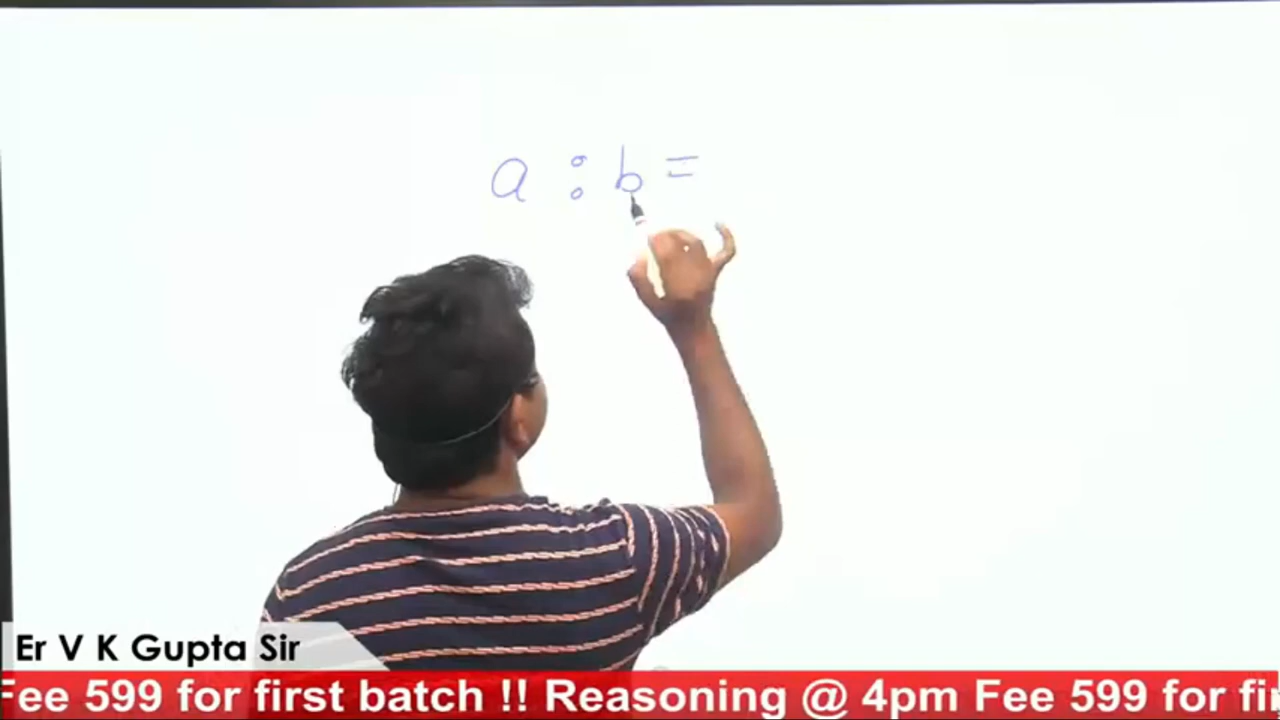 a : b =
Er V K Gupta Sir
Fee 599 for first batch !! Reasoning @ 4pm Fee 599 for fir